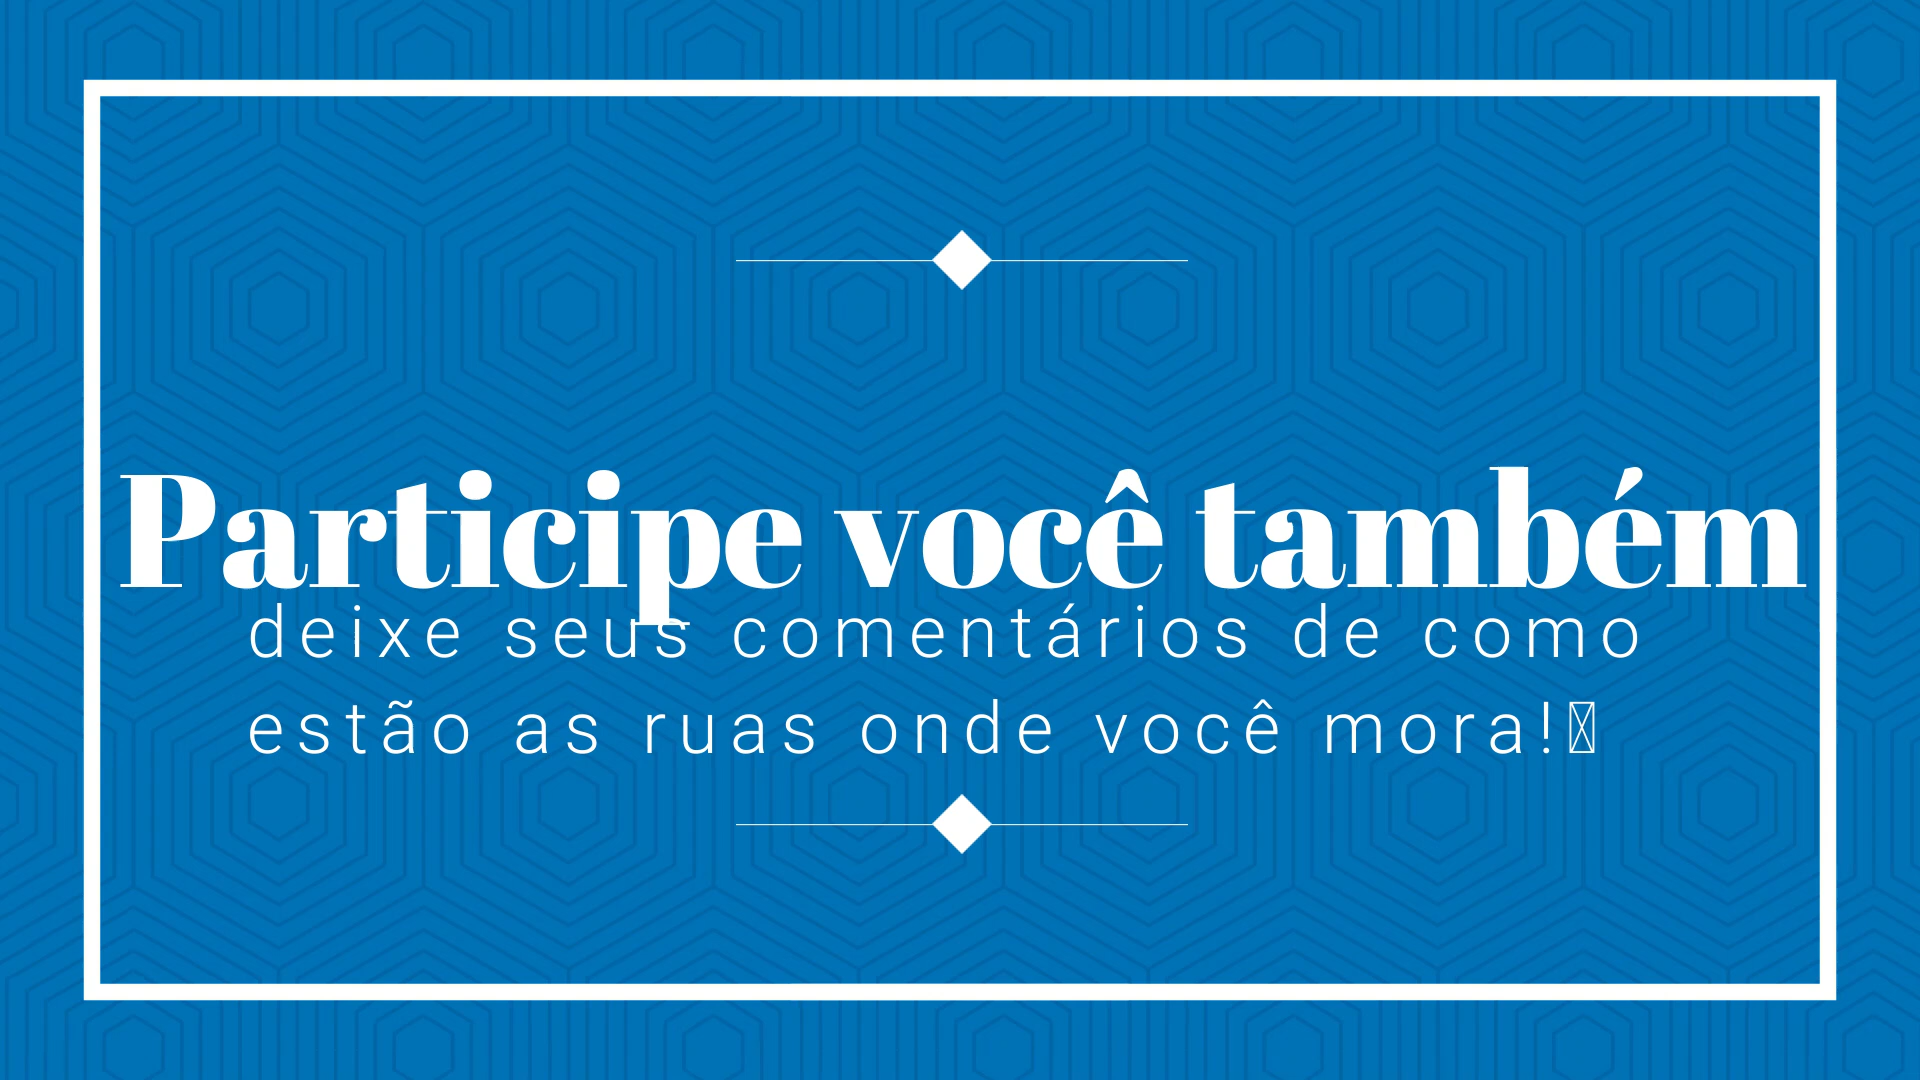 Participe você também
deixe seus comentários de como
estão as ruas onde você mora!